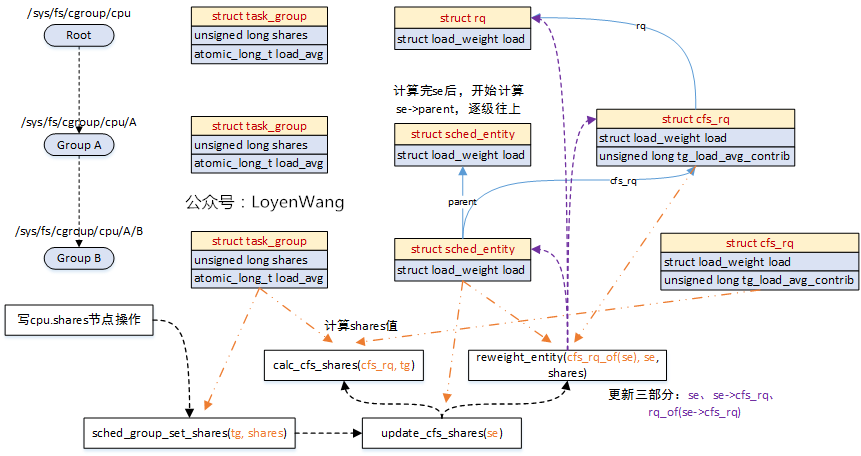 /sys/fs/cgroup/cpu
Root
struct task_group
unsigned long shares
atomic_long_t load_avg
struct rq
struct load_weight load
rq
计算完se后，开始计算
se->parent，逐级往上
/sys/fs/cgroup/cpu/A
Group A
struct task_group
unsigned long shares
atomic_long_t load_avg
struct sched_entity
struct load_weight load
struct cfs_rq
struct load_weight load
unsigned long tg_load_avg_contrib
cfs_rq
parent
公众号：LoyenWang
/sys/fs/cgroup/cpu/A/B
Group B
struct task_group
unsigned long shares
atomic_long_t load_avg
struct sched_entity
struct load_weight load
struct cfs_rq
struct load_weight load
unsigned long tg_load_avg_contrib
写cpu.shares节点操作
计算shares值
calc_cfs_shares(cfs_rq, tg)
reweight_entity(cfs_rq_of(se), se,
shares)
更新三部分：se、se->cfs_rq、
rq_of(se->cfs_rq)
sched_group_set_shares(tg, shares)
update_cfs_shares(se)